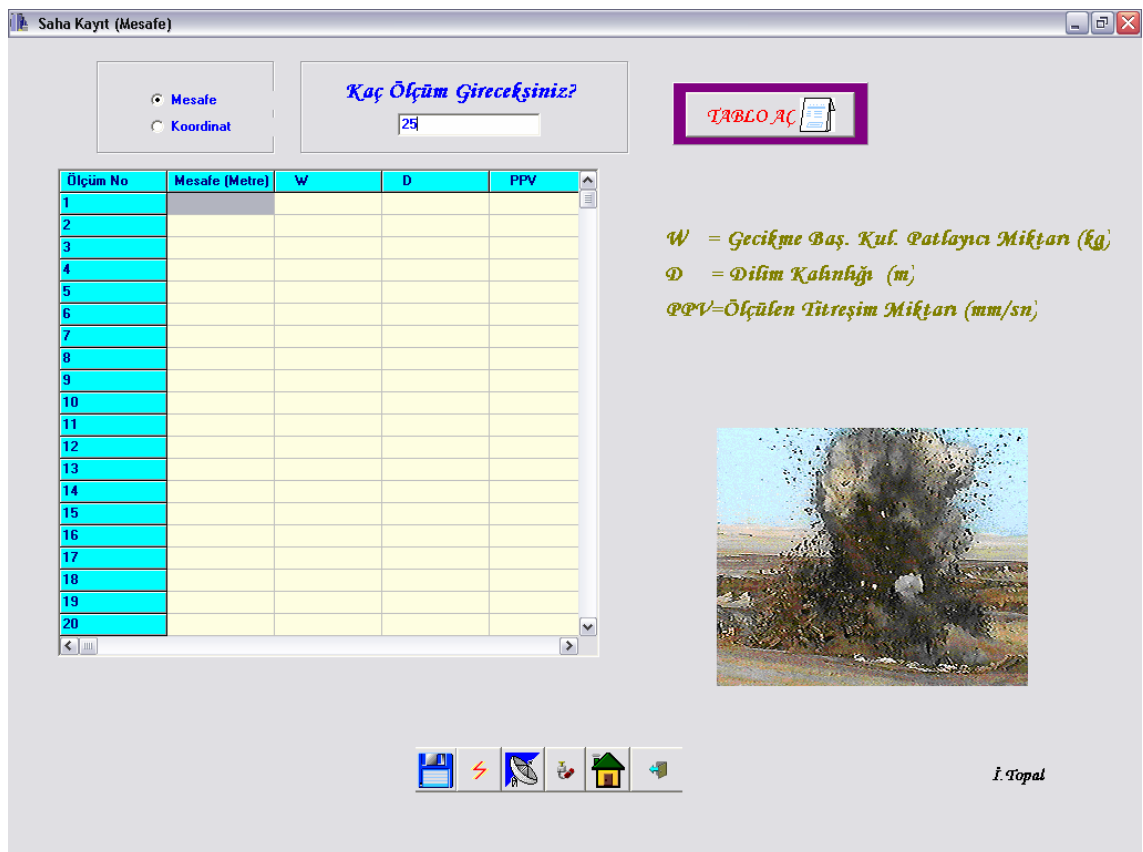 Saha Kayıt (Mesafe)
Mesafe
Koordinat
Kaç Ölçüm Gireceksiniz?
25
TABLO AÇ
Ölçüm No Mesafe (Metre) W D PPV
1
2
3
4
5
6
7
8
9
10
11
12
13
14
15
16
17
18
19
20
W = Gecikme Baş. Kul. Patlayıcı Miktarı (kg)
D = Dilim Kalınlığı (m)
PPV=Ölçülen Titreşim Miktarı (mm/sn)
İ.Topal